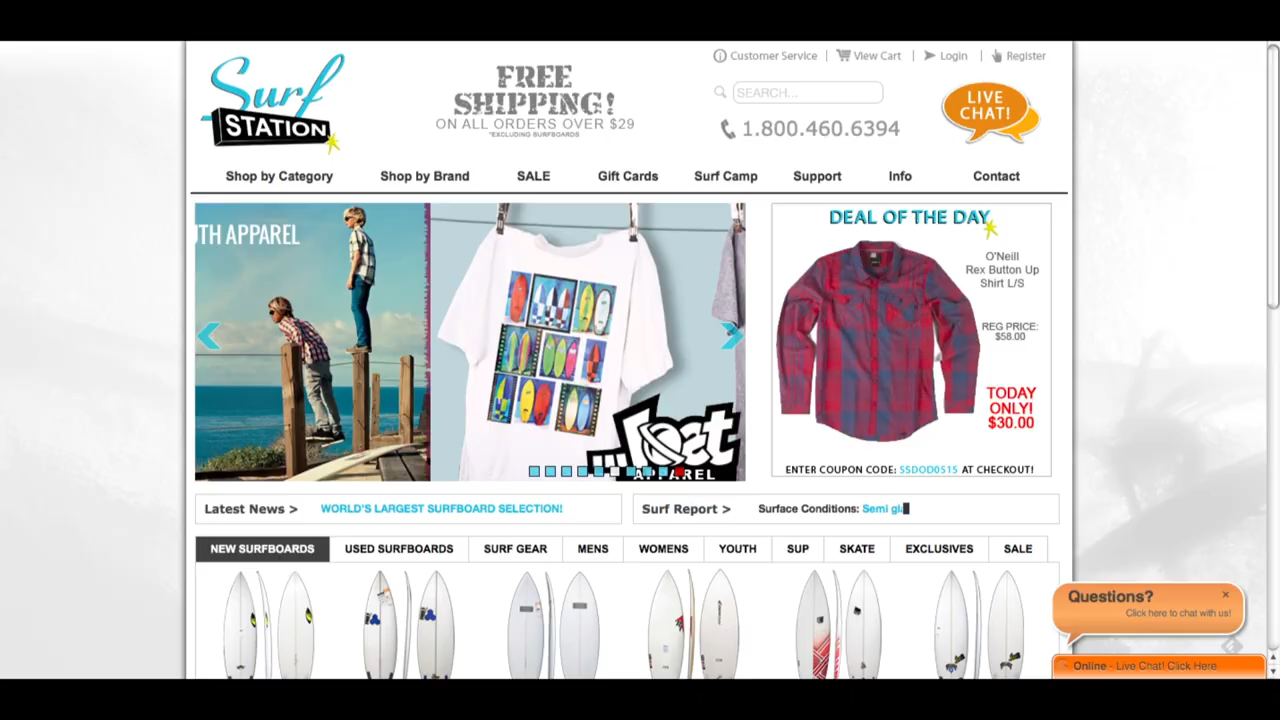 Surf
STATION
FREE
SHIPPING!
ON ALL ORDERS OVER $29
*EXCLUDING SURFBOARDS
Customer Service
View Cart
Login
Register
SEARCH...
1.800.460.6394
LIVE
CHAT!
Shop by Category
Shop by Brand
SALE
Gift Cards
Surf Camp
Support
Info
Contact
UTH APPAREL
...lost
APPAREL
DEAL OF THE DAY
O'Neill
Rex Button Up
Shirt L/S
REG PRICE:
$58.00
TODAY
ONLY!
$30.00
ENTER COUPON CODE: SSDOD0515 AT CHECKOUT!
Latest News >
WORLD'S LARGEST SURFBOARD SELECTION!
Surf Report >
Surface Conditions: Semi gla
NEW SURFBOARDS
USED SURFBOARDS
SURF GEAR
MENS
WOMENS
YOUTH
SUP
SKATE
EXCLUSIVES
SALE
Questions?
Click here to chat with us!
Online - Live Chat! Click Here